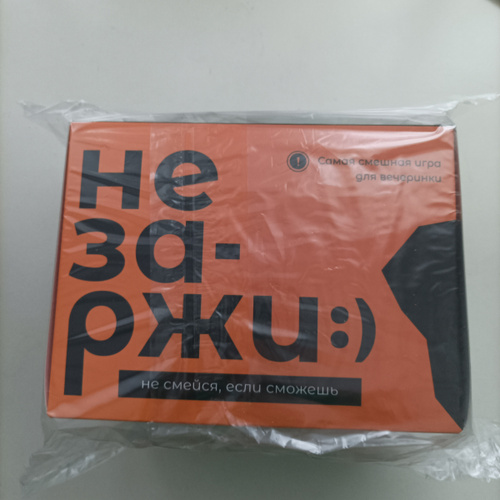 не
за-
ржи:)
! Самая смешная игра
для вечеринки
не смейся, если сможешь